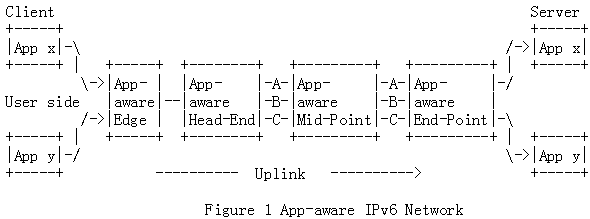 Client Server
+-----+ +-----+
|App x|-\ /->|App x|
+-----+ | +-----+ +--------+ +---------+ +---------+ | +-----+
\->|App- | |App- |-A-|App- |-A-|App- |-/
User side |aware| |aware |-B-|aware |-B-|aware |
/->|Edge |--|Head-End|-C-|Mid-Point|-C-|End-Point|-\
+-----+ | +-----+ +--------+ +---------+ +---------+ | +-----+
|App y|-/ \->|App y|
+-----+ ---------- Uplink ----------> +-----+
Figure 1 App-aware IPv6 Network